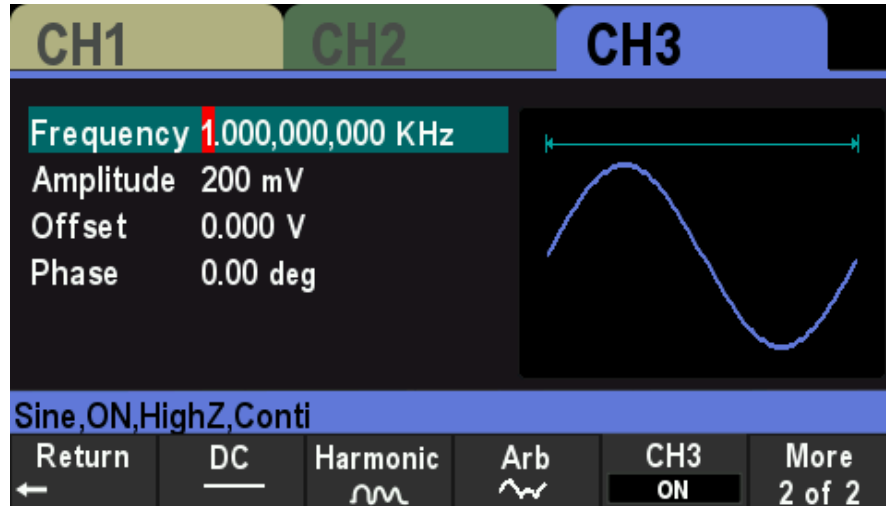 CH1 CH2 CH3
Frequency 1.000,000,000 KHz
Amplitude 200 mV
Offset 0.000 V
Phase 0.00 deg
Sine,ON,HighZ,Conti
Return DC Harmonic Arb CH3 More
ON 2 of 2